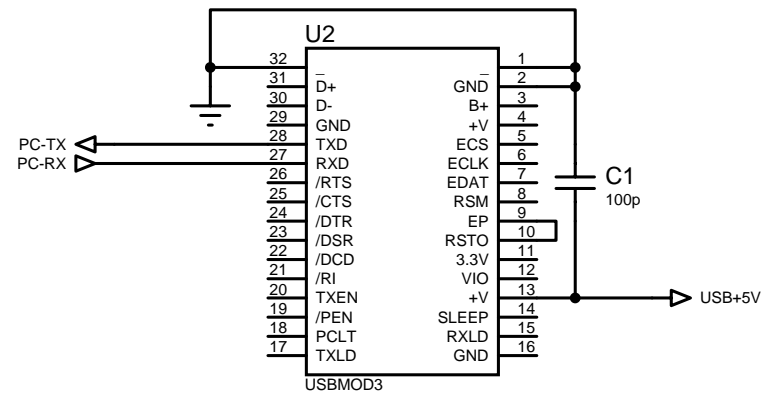 U2
32 1
31 D+ GND 2
30 D- B+ 3
29 GND +V 4
PC-TX 28 TXD ECS 5
PC-RX 27 RXD ECLK 6
26 /RTS EDAT 7
25 /CTS RSM 8
24 /DTR EP 9
23 /DSR RSTO 10
22 /DCD 3.3V 11
21 /RI VIO 12
20 TXEN +V 13
19 /PEN SLEEP 14
18 PCLT RXLD 15
17 TXLD GND 16
USBMOD3
C1
100p
USB+5V